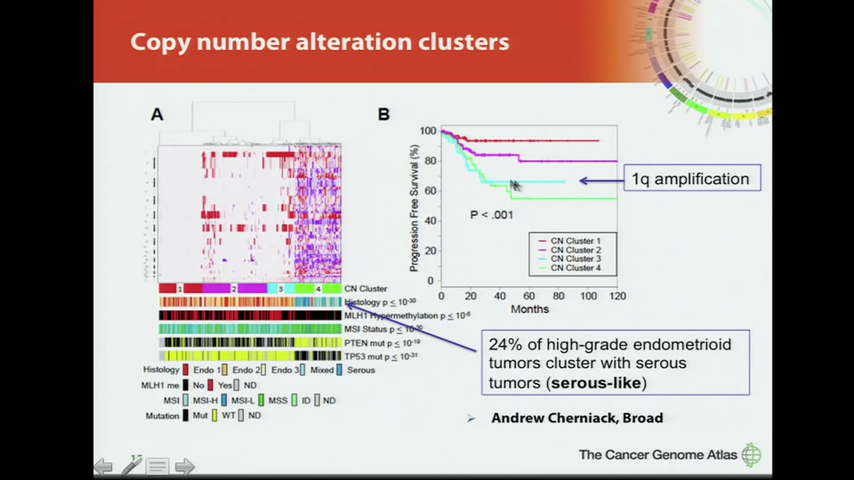 Copy number alteration clusters
A
B
100
80
60
40
20
0
Progression Free Survival (%)
P < .001
CN Cluster 1
CN Cluster 2
CN Cluster 3
CN Cluster 4
0 20 40 60 80 100 120
Months
1q amplification
1 2 3 4 CN Cluster
Histology p ≤ 10-30
MLH1 Hypermethylation p ≤ 10-6
MSI Status p ≤ 10-30
PTEN mut p ≤ 10-19
TP53 mut p ≤ 10-31
Histology Endo 1 Endo 2 Endo 3 Mixed Serous
MLH1 me No Yes ND
MSI MSI-H MSI-L MSS ID ND
Mutation Mut WT ND
24% of high-grade endometrioid
tumors cluster with serous
tumors (serous-like)
Andrew Cherniack, Broad
The Cancer Genome Atlas